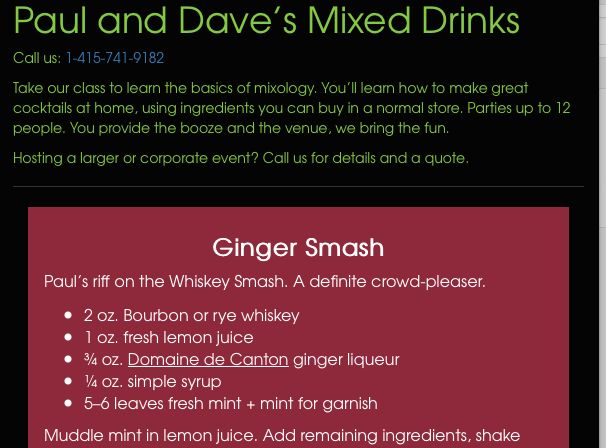 Paul and Dave’s Mixed Drinks
Call us: 1-415-741-9182
Take our class to learn the basics of mixology. You’ll learn how to make great
cocktails at home, using ingredients you can buy in a normal store. Parties up to 12
people. You provide the booze and the venue, we bring the fun.
Hosting a larger or corporate event? Call us for details and a quote.
Ginger Smash
Paul’s riff on the Whiskey Smash. A definite crowd-pleaser.
• 2 oz. Bourbon or rye whiskey
• 1 oz. fresh lemon juice
• ¾ oz. Domaine de Canton ginger liqueur
• ¼ oz. simple syrup
• 5–6 leaves fresh mint + mint for garnish
Muddle mint in lemon juice. Add remaining ingredients, shake